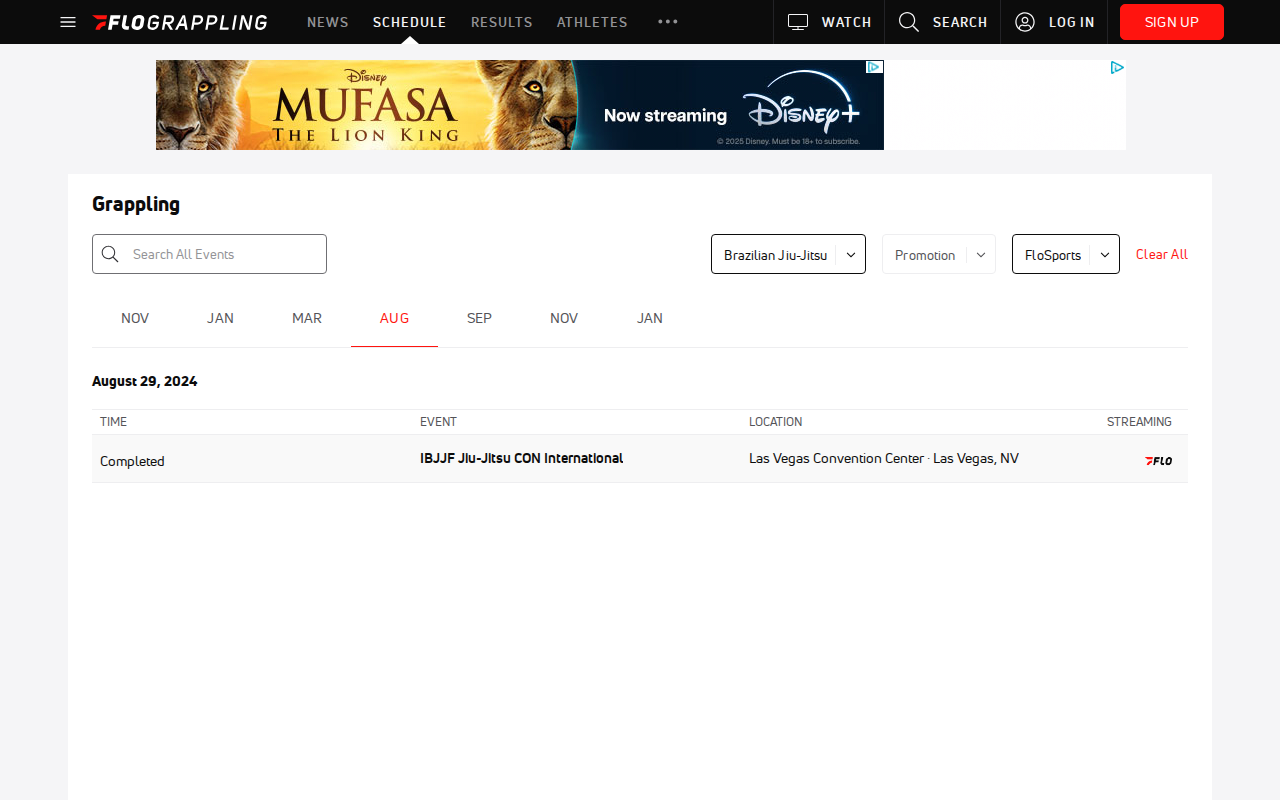 FLOGRAPPLING NEWS SCHEDULE RESULTS ATHLETES ••• WATCH SEARCH LOG IN SIGN UP
Disney
MUFASA
THE LION KING
Now streaming
Disney+
© 2025 Disney. Must be 18+ to subscribe.
Grappling
Search All Events
Brazilian Jiu-Jitsu
Promotion
FloSports
Clear All
NOV JAN MAR AUG SEP NOV JAN
August 29, 2024
TIME EVENT LOCATION STREAMING
Completed IBJJF Jiu-Jitsu CON International Las Vegas Convention Center · Las Vegas, NV FLO